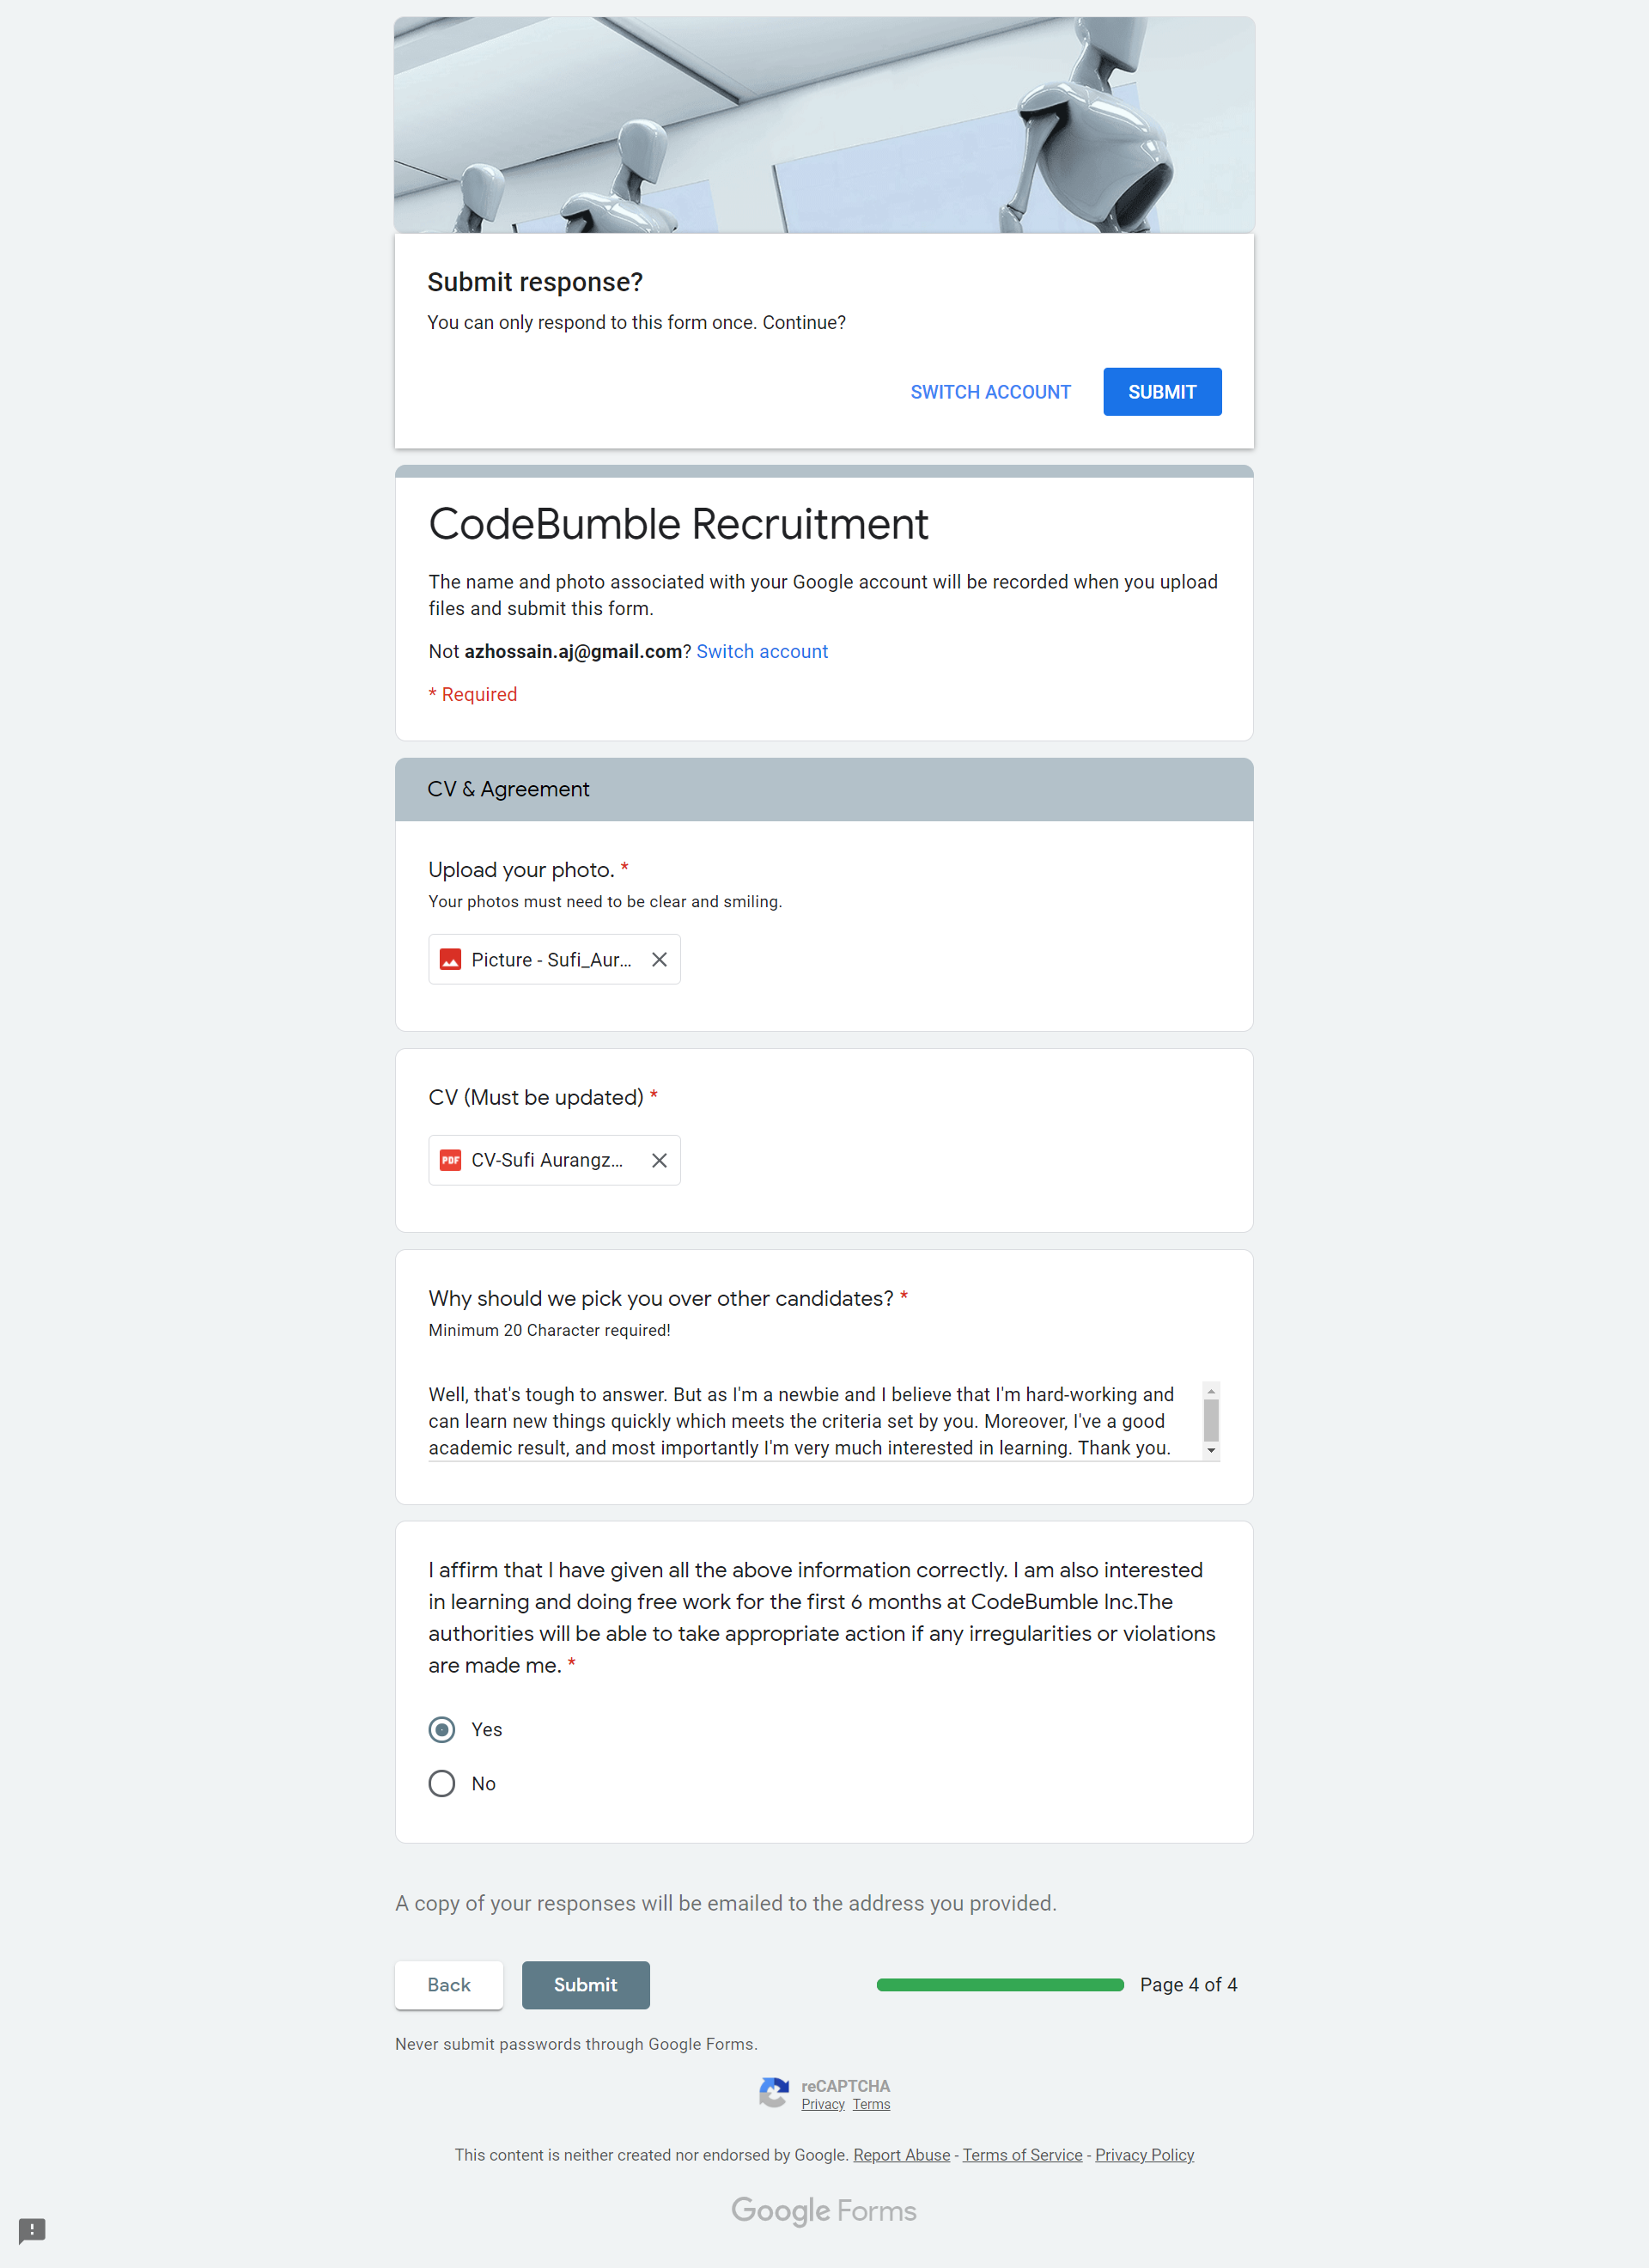 Submit response?
You can only respond to this form once. Continue?
SWITCH ACCOUNT
SUBMIT
CodeBumble Recruitment
The name and photo associated with your Google account will be recorded when you upload
files and submit this form.
Not azhossain.aj@gmail.com? Switch account
* Required
CV & Agreement
Upload your photo. *
Your photos must need to be clear and smiling.
Picture - Sufi_Aur...
CV (Must be updated) *
PDF CV-Sufi Aurangz...
Why should we pick you over other candidates? *
Minimum 20 Character required!
Well, that's tough to answer. But as I'm a newbie and I believe that I'm hard-working and
can learn new things quickly which meets the criteria set by you. Moreover, I've a good
academic result, and most importantly I'm very much interested in learning. Thank you.
I affirm that I have given all the above information correctly. I am also interested
in learning and doing free work for the first 6 months at CodeBumble Inc.The
authorities will be able to take appropriate action if any irregularities or violations
are made me. *
Yes
No
A copy of your responses will be emailed to the address you provided.
Back
Submit
Page 4 of 4
Never submit passwords through Google Forms.
reCAPTCHA
Privacy Terms
This content is neither created nor endorsed by Google. Report Abuse - Terms of Service - Privacy Policy
Google Forms